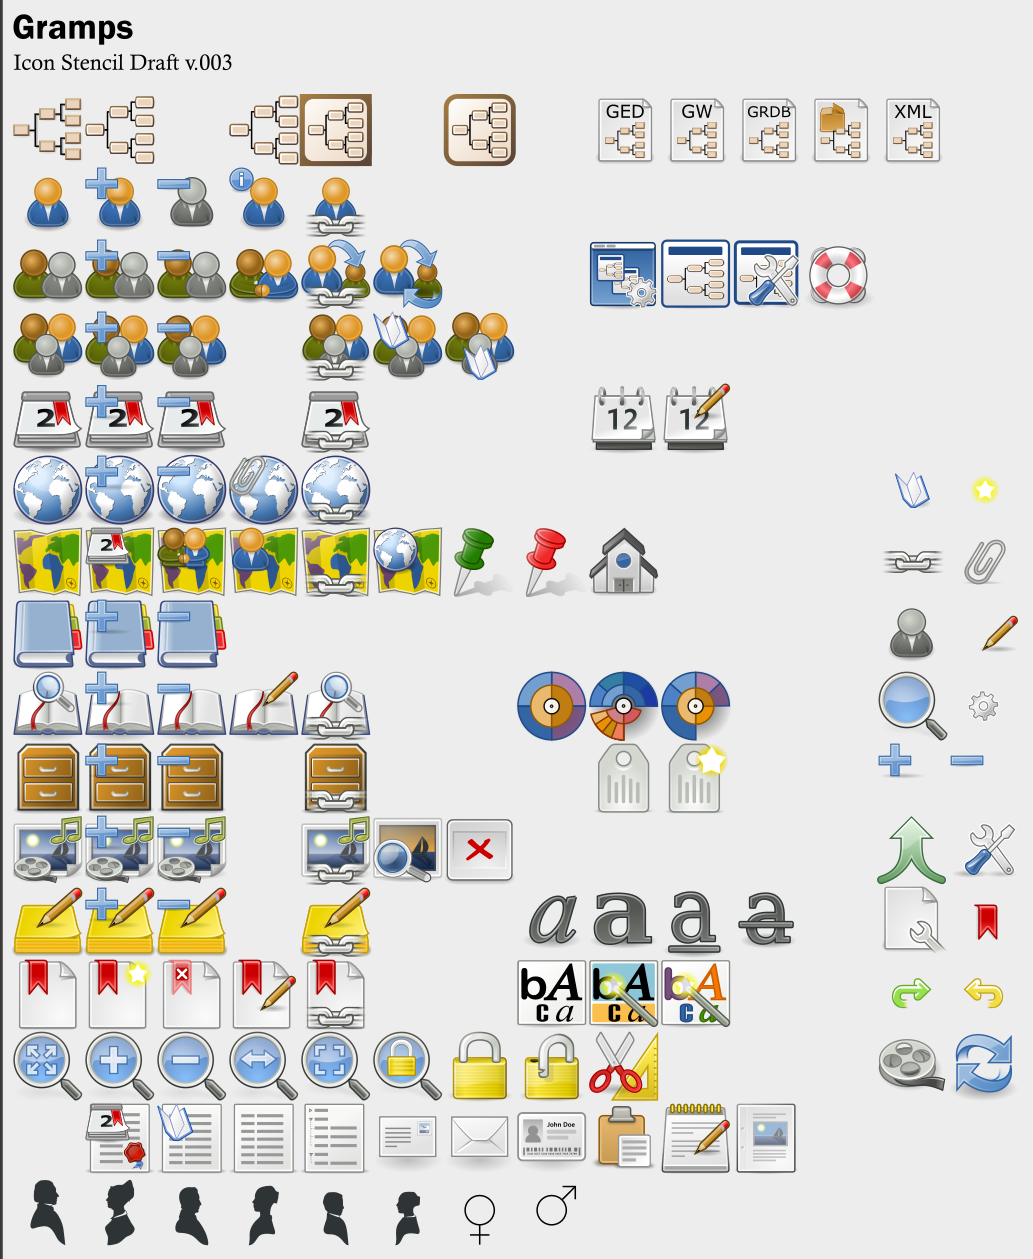 Gramps
Icon Stencil Draft v.003
GED GW GRDB XML
i
2 2 2 2
12 12
2
a a a a
bA bA bA
ca ca ca
2 John Doe